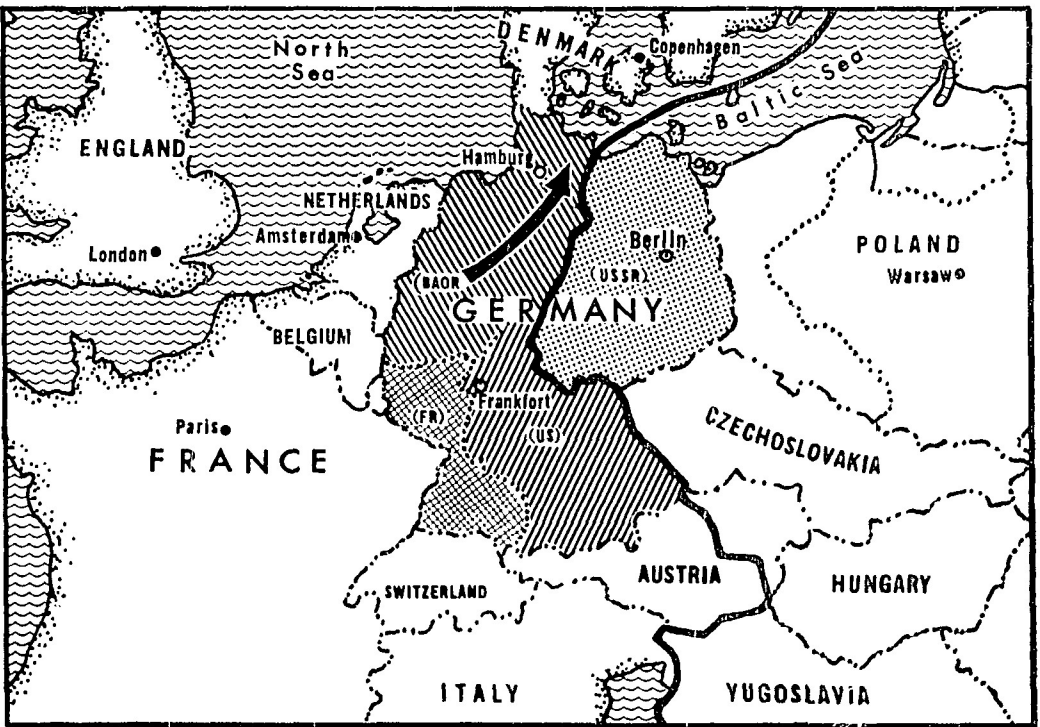 North
Sea
DENMARK
Copenhagen
Baltic Sea
ENGLAND
Hamburg
NETHERLANDS
Amsterdam
London
Berlin
POLAND
Warsaw
(BAOR
(USSR)
GERMANY
BELGIUM
Frankfort
(FR)
(US)
Paris
FRANCE
CZECHOSLOVAKIA
SWITZERLAND
AUSTRIA
HUNGARY
ITALY
YUGOSLAViA